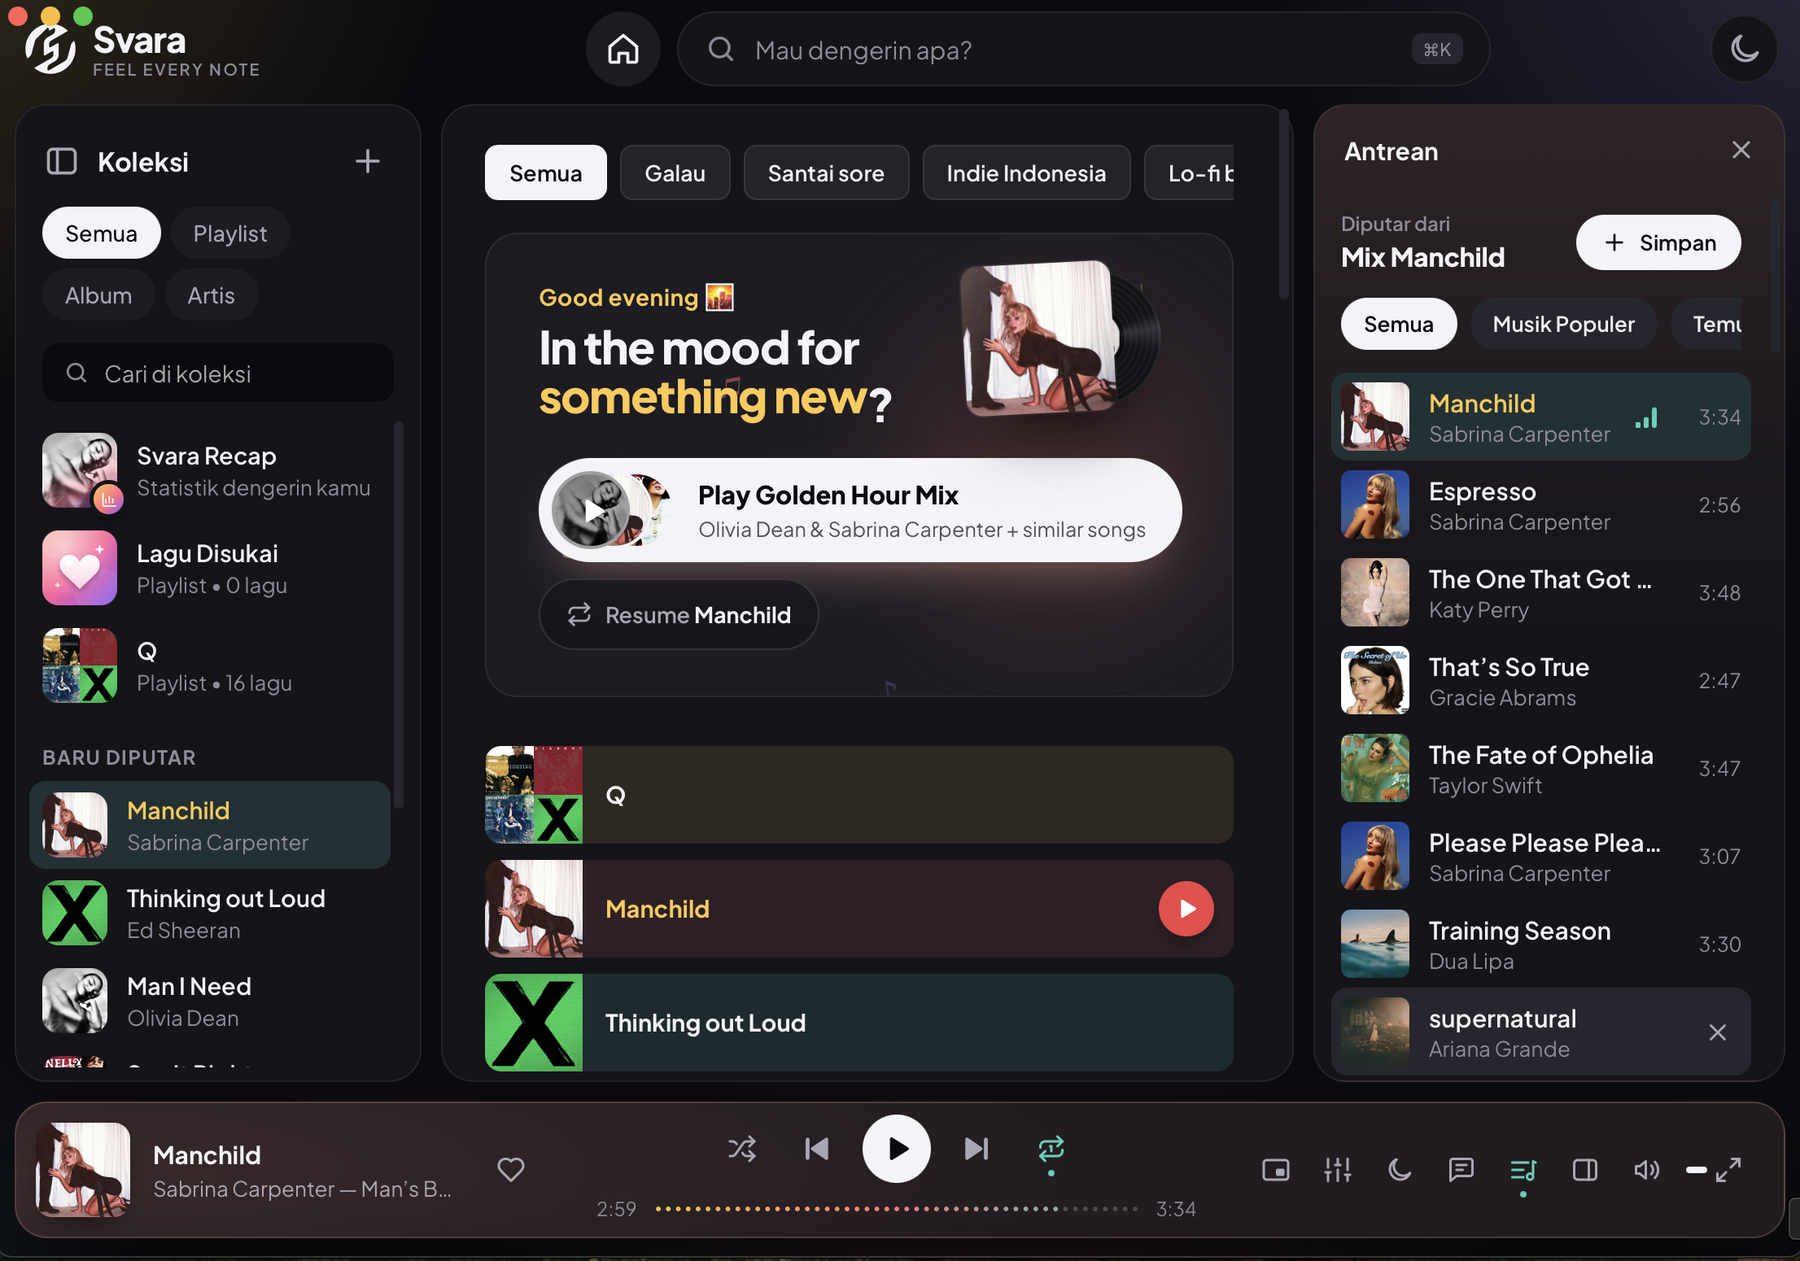 Svara
FEEL EVERY NOTE
Mau dengerin apa?
⌘K
Koleksi
Semua
Playlist
Album
Artis
Cari di koleksi
Svara Recap
Statistik dengerin kamu
Lagu Disukai
Playlist • 0 lagu
Q
Playlist • 16 lagu
BARU DIPUTAR
Manchild
Sabrina Carpenter
Thinking out Loud
Ed Sheeran
Man I Need
Olivia Dean
NELLY
Semua
Galau
Santai sore
Indie Indonesia
Lo-fi b
Good evening
In the mood for
something new?
Play Golden Hour Mix
Olivia Dean & Sabrina Carpenter + similar songs
Resume Manchild
Q
Manchild
Thinking out Loud
Antrean
Diputar dari
Mix Manchild
Simpan
Semua
Musik Populer
Temu
Manchild
Sabrina Carpenter
3:34
Espresso
Sabrina Carpenter
2:56
The One That Got ...
Katy Perry
3:48
That's So True
Gracie Abrams
2:47
The Fate of Ophelia
Taylor Swift
3:47
Please Please Plea...
Sabrina Carpenter
3:07
Training Season
Dua Lipa
3:30
supernatural
Ariana Grande
Manchild
Sabrina Carpenter — Man's B...
2:59
3:34